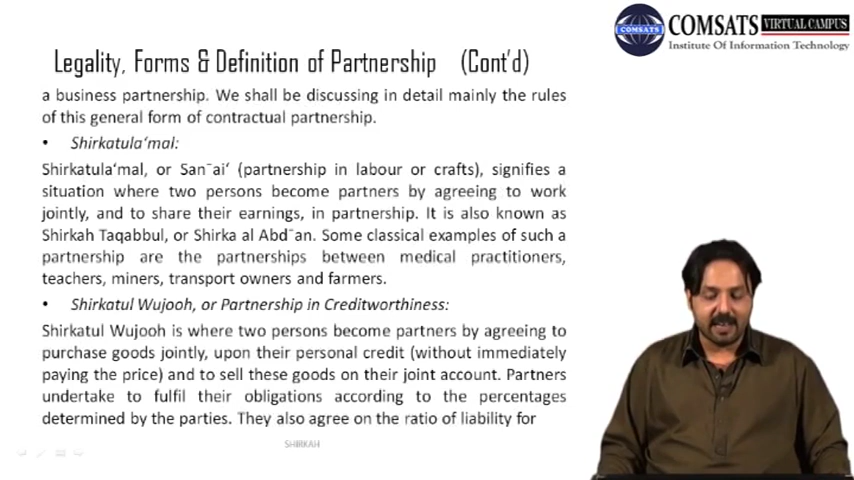 COMSATS
COMSATS VIRTUAL CAMPUS
Institute Of Information Technology
Legality, Forms & Definition of Partnership (Cont'd)
a business partnership. We shall be discussing in detail mainly the rules
of this general form of contractual partnership.
• Shirkatula‘mal:
Shirkatula‘mal, or San¯ai‘ (partnership in labour or crafts), signifies a
situation where two persons become partners by agreeing to work
jointly, and to share their earnings, in partnership. It is also known as
Shirkah Taqabbul, or Shirka al Abd¯an. Some classical examples of such a
partnership are the partnerships between medical practitioners,
teachers, miners, transport owners and farmers.
• Shirkatul Wujooh, or Partnership in Creditworthiness:
Shirkatul Wujooh is where two persons become partners by agreeing to
purchase goods jointly, upon their personal credit (without immediately
paying the price) and to sell these goods on their joint account. Partners
undertake to fulfil their obligations according to the percentages
determined by the parties. They also agree on the ratio of liability for
SHIRKAH